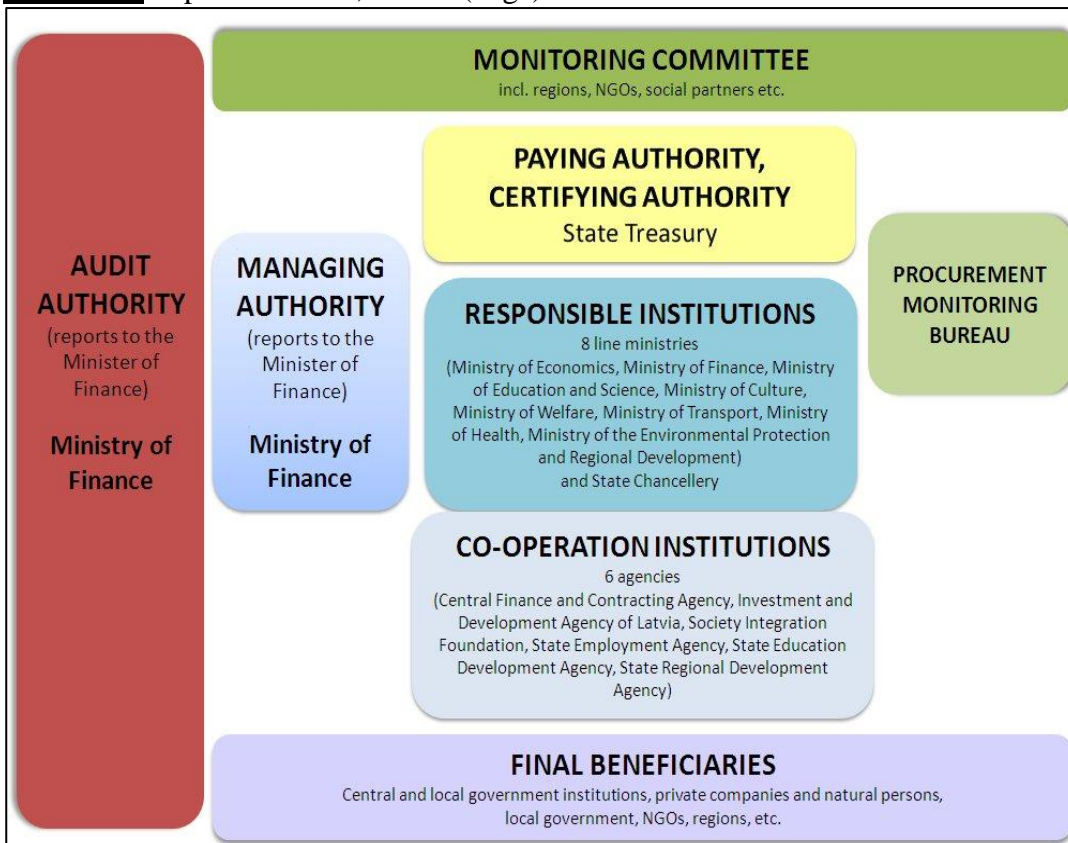 MONITORING COMMITTEE
incl. regions, NGOs, social partners etc.
PAYING AUTHORITY,
CERTIFYING AUTHORITY
State Treasury
AUDIT
AUTHORITY
(reports to the
Minister of
Finance)
Ministry of
Finance
MANAGING
AUTHORITY
(reports to the
Minister of
Finance)
Ministry of
Finance
RESPONSIBLE INSTITUTIONS
8 line ministries
(Ministry of Economics, Ministry of Finance, Ministry
of Education and Science, Ministry of Culture,
Ministry of Welfare, Ministry of Transport, Ministry
of Health, Ministry of the Environmental Protection
and Regional Development)
and State Chancellery
PROCUREMENT
MONITORING
BUREAU
CO-OPERATION INSTITUTIONS
6 agencies
(Central Finance and Contracting Agency, Investment and
Development Agency of Latvia, Society Integration
Foundation, State Employment Agency, State Education
Development Agency, State Regional Development
Agency)
FINAL BENEFICIARIES
Central and local government institutions, private companies and natural persons,
local government, NGOs, regions, etc.